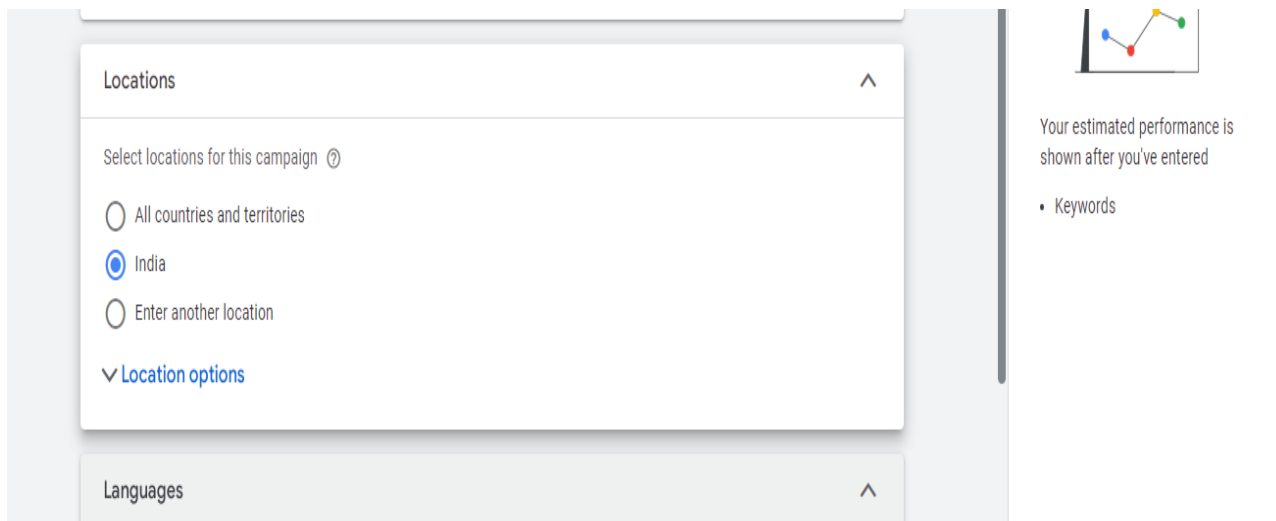 Locations
Select locations for this campaign
All countries and territories
India
Enter another location
Location options
Languages
Your estimated performance is
shown after you've entered
• Keywords